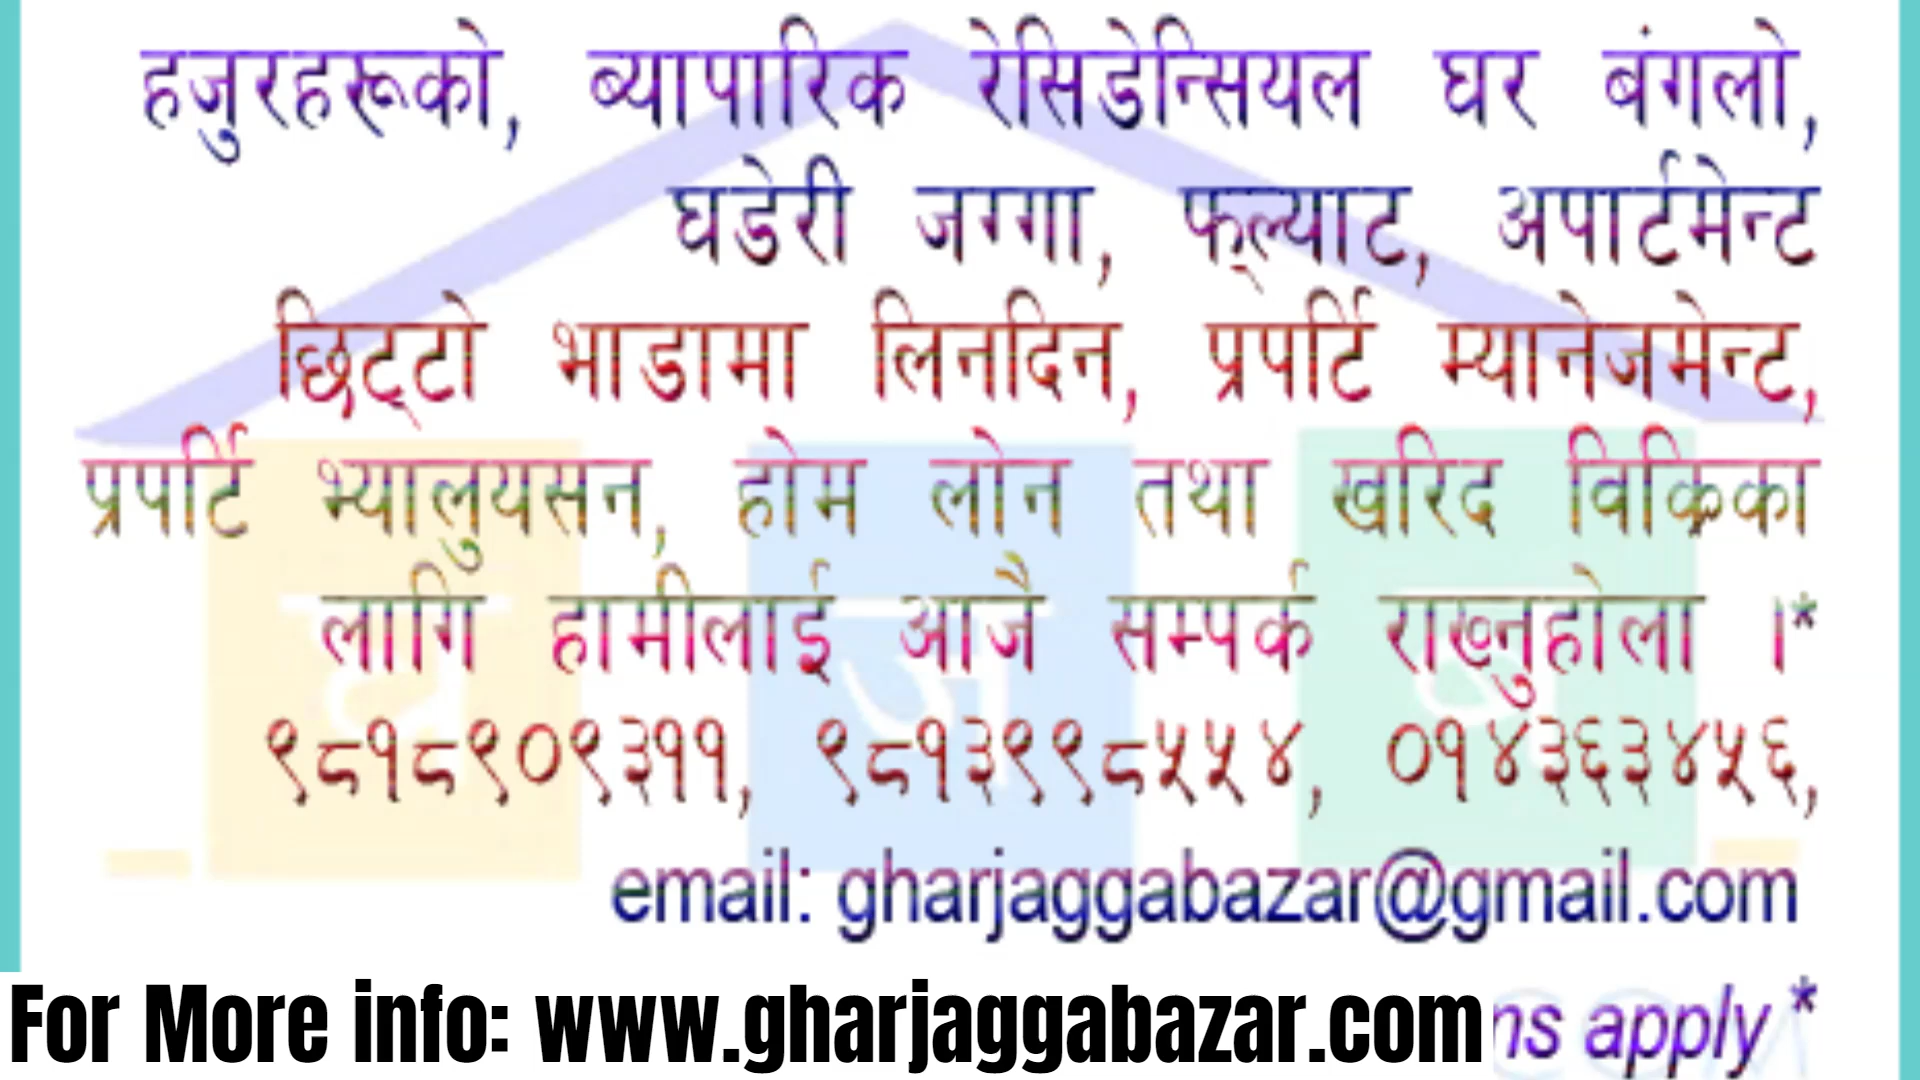 हजुरहरूको, ब्यापारिक रेसिडेन्सियल घर बंगलो,
घडेरी जग्गा, फ्ल्याट, अपार्टमेन्ट
छिट्टो भाडामा लिनदिन, प्रपर्टि म्यानेजमेन्ट,
प्रपर्टि भ्यालुयसन, होम लोन तथा खरिद विक्रिका
लागि हामीलाई आजै सम्पर्क राख्नुहोला ।*
९८१८९०९३११, ९८१३९९८५५४, ०१४३६३४५६,
email: gharjaggabazar@gmail.com
ns apply *
For More info: www.gharjaggabazar.com